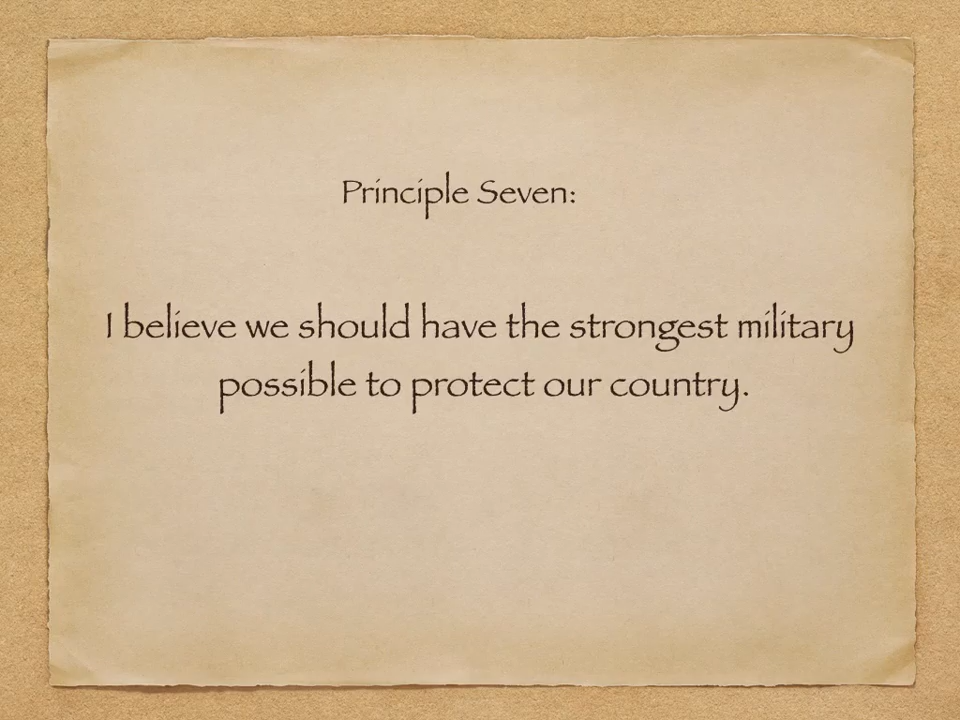 Principle Seven:
I believe we should have the strongest military
possible to protect our country.